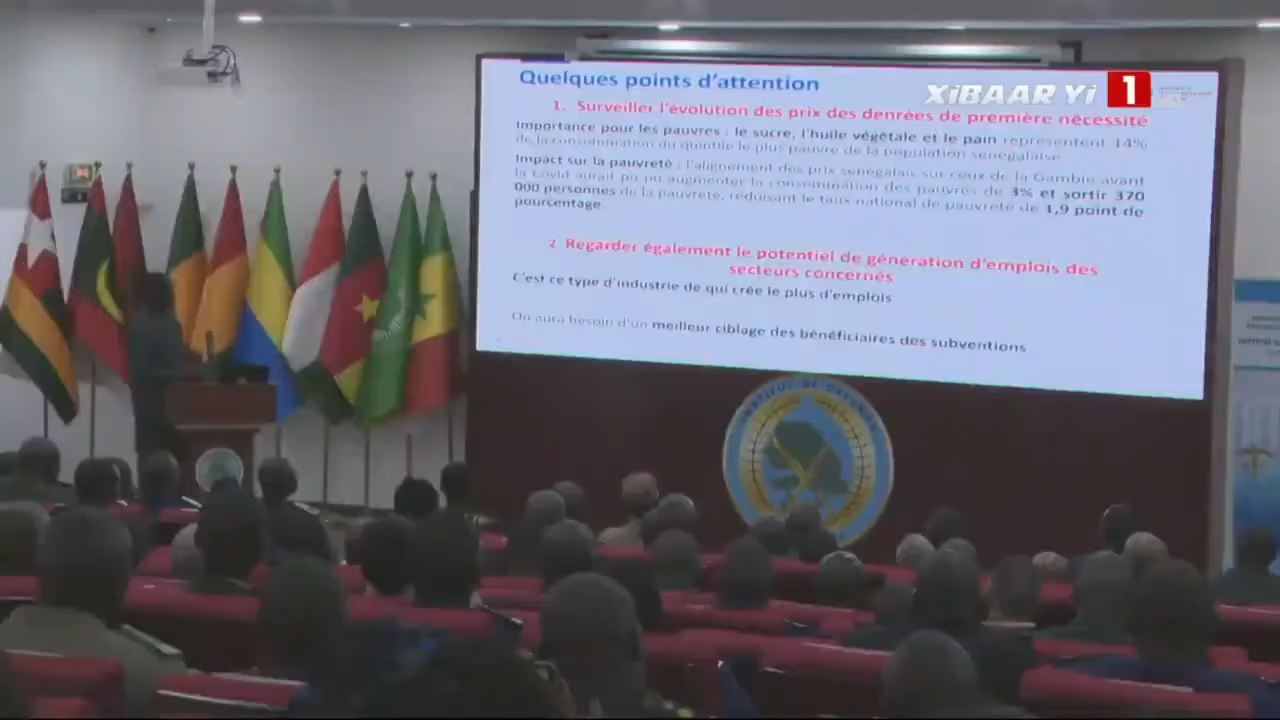 Quelques points d'attention
XiBAAR Yi 1
1. Surveiller l'évolution des prix des denrées de première nécessité
Importance pour les pauvres : le sucre, l'huile végétale et le pain représentent 14%
de la consommation du quintile le plus pauvre de la population sénégalaise
Impact sur la pauvreté : l'alignement des prix sénégalais sur ceux de la Gambie avant
la Covid aurait pu augmenter la consommation des pauvres de 3% et sortir 370
000 personnes de la pauvreté, réduisant le taux national de pauvreté de 1,9 point de
pourcentage.
2. Regarder également le potentiel de génération d'emplois des
secteurs concernés
C'est ce type d'industrie de qui crée le plus d'emplois
On aura besoin d'un meilleur ciblage des bénéficiaires des subventions
INSTITUT DE DEFENSE